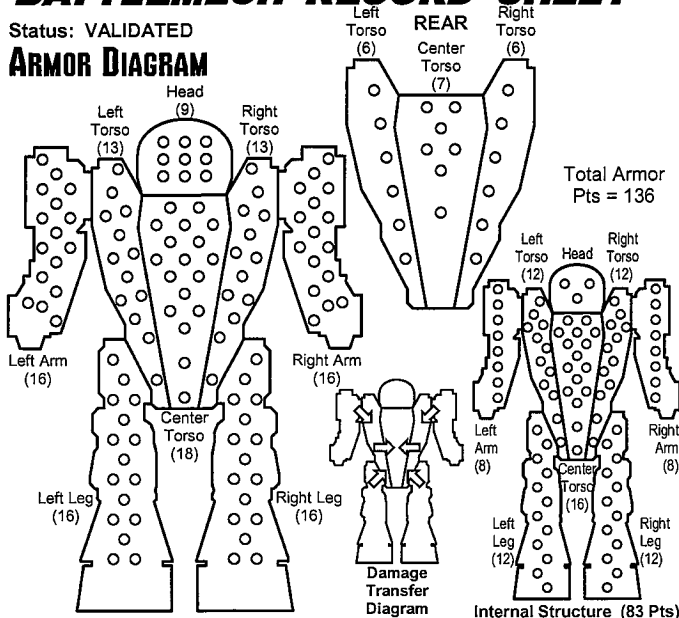 BATTLEMECH RECORD SHEET
Status: VALIDATED
ARMOR DIAGRAM
Head
(9)
Left
Torso
(13)
Right
Torso
(13)
Left Arm
(16)
Right Arm
(16)
Center
Torso
(18)
Left Leg
(16)
Right Leg
(16)
REAR
Left
Torso
(6)
Center
Torso
(7)
Right
Torso
(6)
Total Armor
Pts = 136
Left
Torso
(12)
Head
Right
Torso
(12)
Left
Arm
(8)
Right
Arm
(8)
Center
Torso
(16)
Left
Leg
(12)
Right
Leg
(12)
Damage
Transfer
Diagram
Internal Structure (83 Pts)